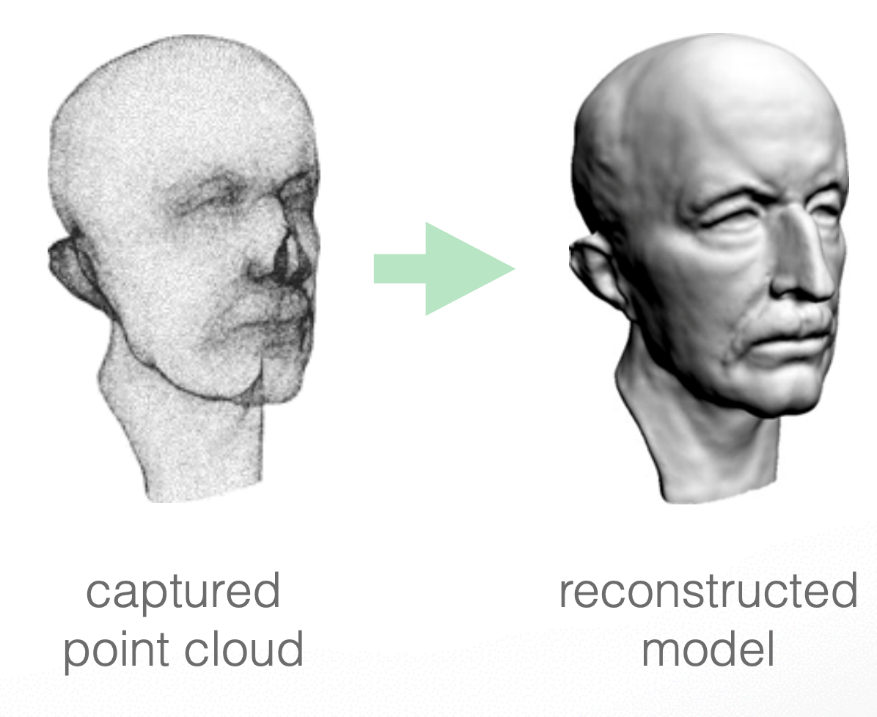 captured
point cloud
reconstructed
model